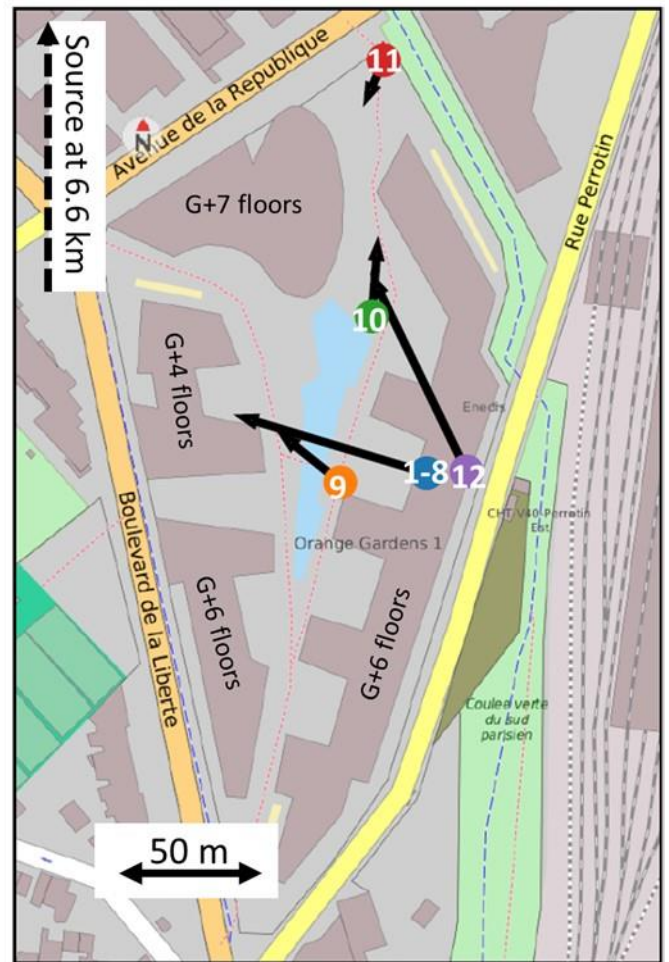 Source at 6.6 km
N
Avenue de la Republique
11
G+7 floors
Rue Perrotin
10
G+4 floors
Enedis
1-8
12
9
CHT V40-Perrotin
Est
Orange Gardens 1
Boulevard de la Liberte
G+6 floors
G+6 floors
Coulee verte
du sud
parisien
50 m